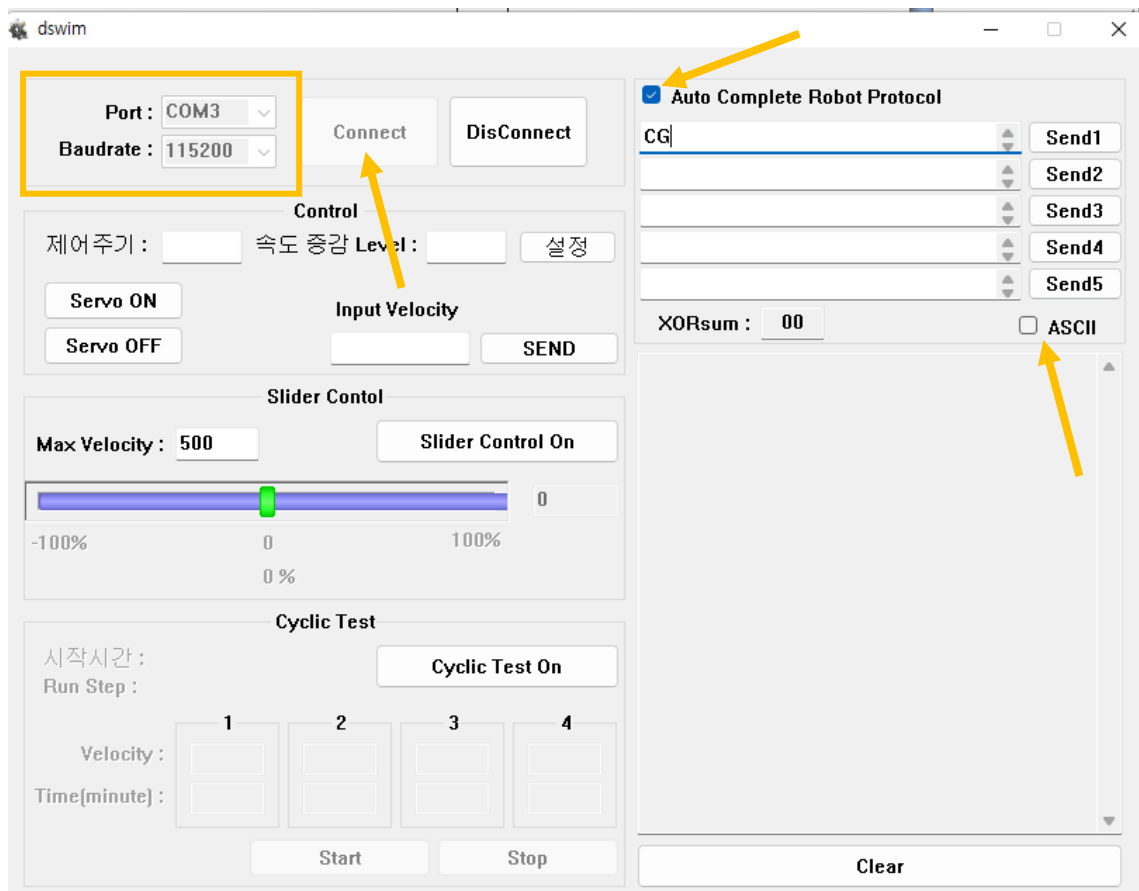 dswim
Port : COM3
Baudrate : 115200
Connect
DisConnect
Control
제어주기 : 속도 증감 Level : 설정
Servo ON
Servo OFF
Input Velocity
SEND
Slider Contol
Max Velocity : 500
Slider Control On
0
-100% 0 100%
0 %
Cyclic Test
시작시간 :
Run Step :
Cyclic Test On
1 2 3 4
Velocity :
Time(minute) :
Start Stop
Auto Complete Robot Protocol
CG Send1
Send2
Send3
Send4
Send5
XORsum : 00 ASCII
Clear